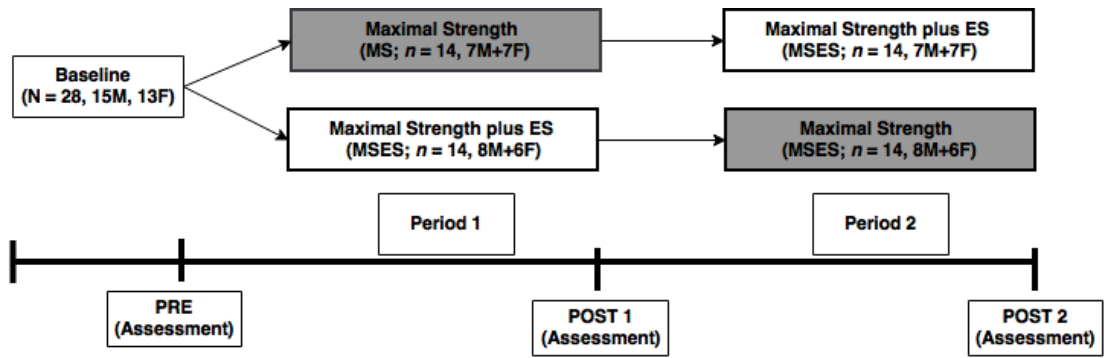 Baseline
(N = 28, 15M, 13F)
Maximal Strength
(MS; n = 14, 7M+7F)
Maximal Strength plus ES
(MSES; n = 14, 7M+7F)
Maximal Strength plus ES
(MSES; n = 14, 8M+6F)
Maximal Strength
(MSES; n = 14, 8M+6F)
Period 1
Period 2
PRE
(Assessment)
POST 1
(Assessment)
POST 2
(Assessment)